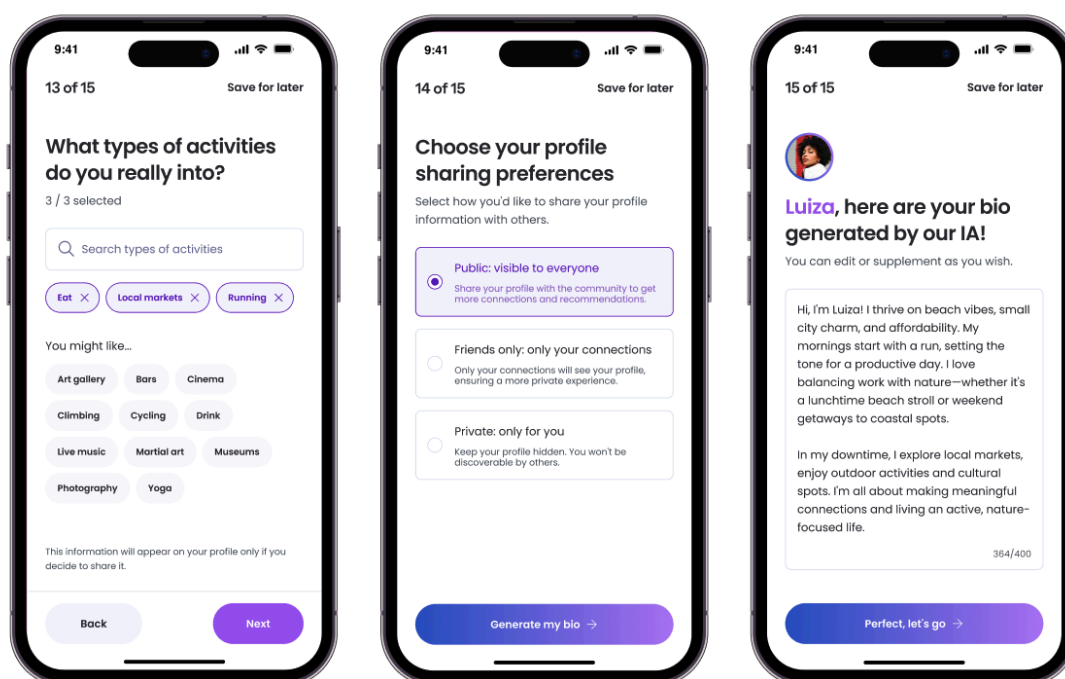 9:41
13 of 15 Save for later
What types of activities
do you really into?
3 / 3 selected
Search types of activities
Eat Local markets Running
You might like...
Art gallery Bars Cinema
Climbing Cycling Drink
Live music Martial art Museums
Photography Yoga
This information will appear on your profile only if you
decide to share it.
Back Next
9:41
14 of 15 Save for later
Choose your profile
sharing preferences
Select how you'd like to share your profile
information with others.
Public: visible to everyone
Share your profile with the community to get
more connections and recommendations.
Friends only: only your connections
Only your connections will see your profile,
ensuring a more private experience.
Private: only for you
Keep your profile hidden. You won't be
discoverable by others.
Generate my bio →
9:41
15 of 15 Save for later
Luiza, here are your bio
generated by our IA!
You can edit or supplement as you wish.
Hi, I'm Luiza! I thrive on beach vibes, small
city charm, and affordability. My
mornings start with a run, setting the
tone for a productive day. I love
balancing work with nature—whether it's
a lunchtime beach stroll or weekend
getaways to coastal spots.
In my downtime, I explore local markets,
enjoy outdoor activities and cultural
spots. I'm all about making meaningful
connections and living an active, nature-
focused life.
364/400
Perfect, let's go →